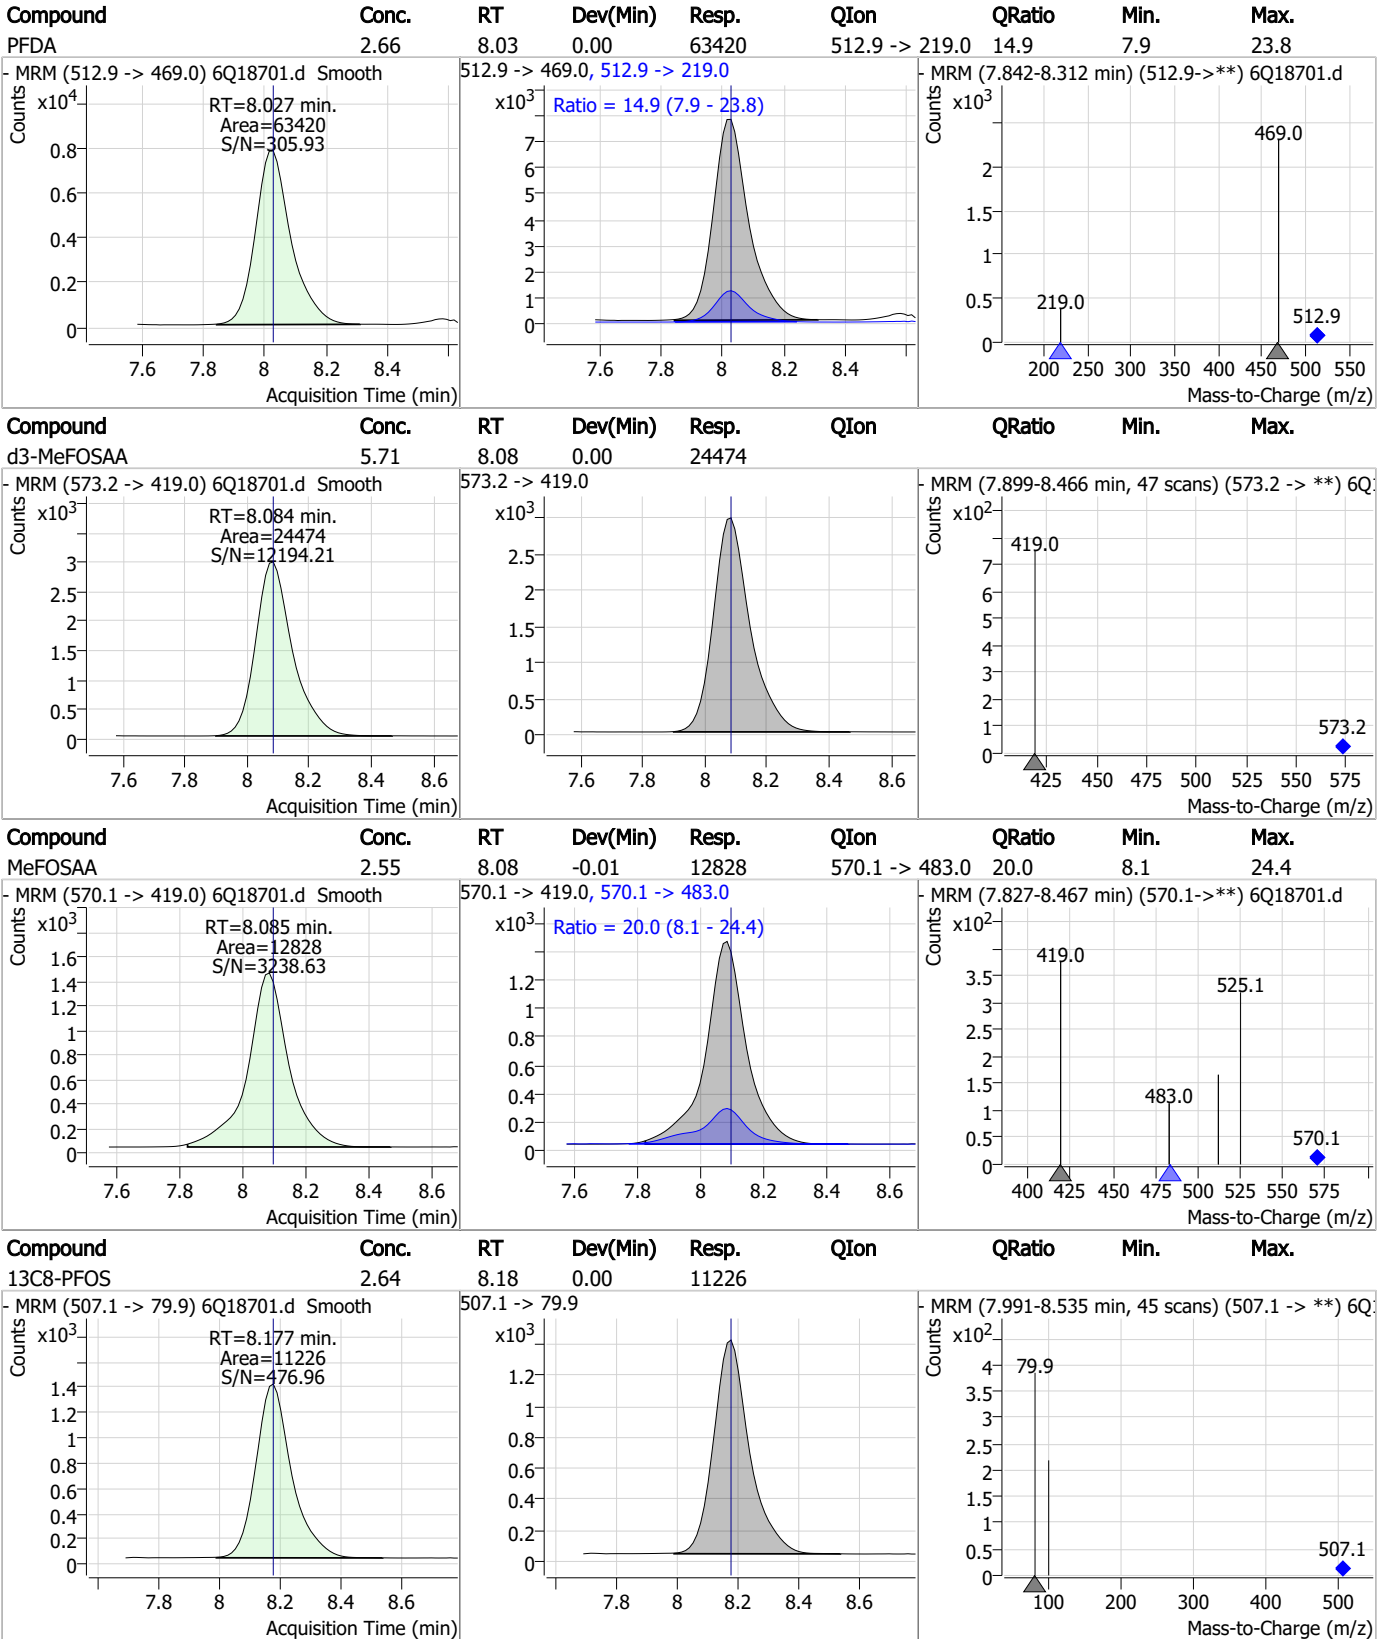 Compound Conc. RT Dev(Min) Resp. QIon QRatio Min. Max.
PFDA 2.66 8.03 0.00 63420 512.9 -> 219.0 14.9 7.9 23.8
- MRM (512.9 -> 469.0) 6Q18701.d Smooth
Counts
x10^4
RT=8.027 min.
Area=63420
S/N=305.93
0.8
0.6
0.4
0.2
0
7.6 7.8 8 8.2 8.4
Acquisition Time (min)
512.9 -> 469.0, 512.9 -> 219.0
x10^3
Ratio = 14.9 (7.9 - 23.8)
7
6
5
4
3
2
1
0
7.6 7.8 8 8.2 8.4
- MRM (7.842-8.312 min) (512.9->**) 6Q18701.d
Counts
x10^3
469.0
2
1.5
1
0.5
0
219.0
512.9
200 250 300 350 400 450 500 550
Mass-to-Charge (m/z)
Compound Conc. RT Dev(Min) Resp. QIon QRatio Min. Max.
d3-MeFOSAA 5.71 8.08 0.00 24474
- MRM (573.2 -> 419.0) 6Q18701.d Smooth
Counts
x10^3
RT=8.084 min.
Area=24474
S/N=12194.21
3
2.5
2
1.5
1
0.5
0
7.6 7.8 8 8.2 8.4 8.6
Acquisition Time (min)
573.2 -> 419.0
x10^3
2.5
2
1.5
1
0.5
0
7.6 7.8 8 8.2 8.4 8.6
- MRM (7.899-8.466 min, 47 scans) (573.2 -> **) 6Q1
Counts
x10^2
419.0
7
6
5
4
3
2
1
0
573.2
425 450 475 500 525 550 575
Mass-to-Charge (m/z)
Compound Conc. RT Dev(Min) Resp. QIon QRatio Min. Max.
MeFOSAA 2.55 8.08 -0.01 12828 570.1 -> 483.0 20.0 8.1 24.4
- MRM (570.1 -> 419.0) 6Q18701.d Smooth
Counts
x10^3
RT=8.085 min.
Area=12828
S/N=3238.63
1.6
1.4
1.2
1
0.8
0.6
0.4
0.2
0
7.6 7.8 8 8.2 8.4 8.6
Acquisition Time (min)
570.1 -> 419.0, 570.1 -> 483.0
x10^3
Ratio = 20.0 (8.1 - 24.4)
1.2
1
0.8
0.6
0.4
0.2
0
7.6 7.8 8 8.2 8.4 8.6
- MRM (7.827-8.467 min) (570.1->**) 6Q18701.d
Counts
x10^2
419.0
525.1
483.0
570.1
3.5
3
2.5
2
1.5
1
0.5
0
400 425 450 475 500 525 550 575
Mass-to-Charge (m/z)
Compound Conc. RT Dev(Min) Resp. QIon QRatio Min. Max.
13C8-PFOS 2.64 8.18 0.00 11226
- MRM (507.1 -> 79.9) 6Q18701.d Smooth
Counts
x10^3
RT=8.177 min.
Area=11226
S/N=476.96
1.4
1.2
1
0.8
0.6
0.4
0.2
0
7.8 8 8.2 8.4 8.6
Acquisition Time (min)
507.1 -> 79.9
x10^3
1.2
1
0.8
0.6
0.4
0.2
0
7.8 8 8.2 8.4 8.6
- MRM (7.991-8.535 min, 45 scans) (507.1 -> **) 6Q1
Counts
x10^2
79.9
4
3.5
3
2.5
2
1.5
1
0.5
0
507.1
100 200 300 400 500
Mass-to-Charge (m/z)